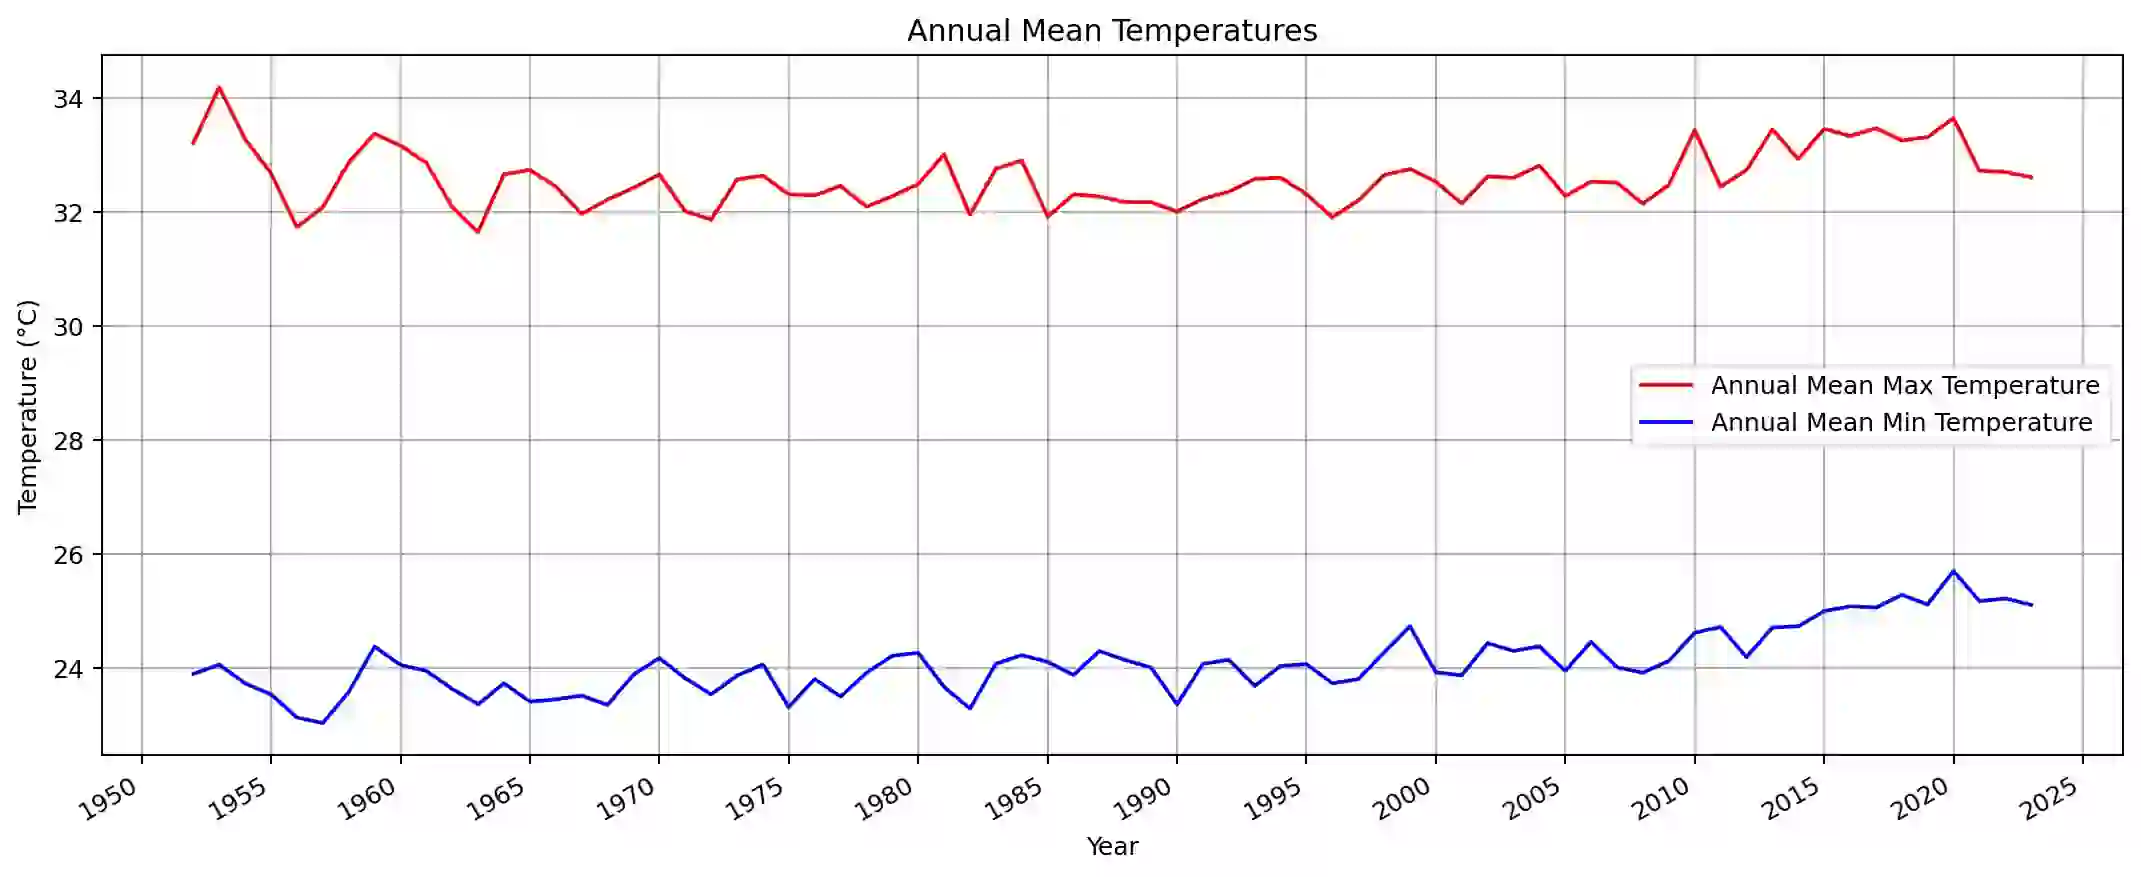 Annual Mean Temperatures
34
32
30
28
26
24
Temperature (°C)
Annual Mean Max Temperature
Annual Mean Min Temperature
1950 1955 1960 1965 1970 1975 1980 1985 1990 1995 2000 2005 2010 2015 2020 2025
Year